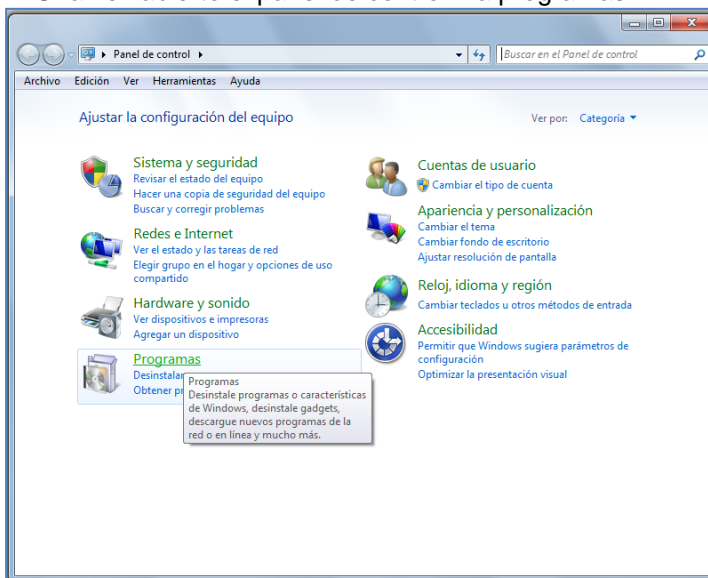 Panel de control
Buscar en el Panel de control
Archivo Edición Ver Herramientas Ayuda
Ajustar la configuración del equipo
Ver por: Categoría
Sistema y seguridad
Revisar el estado del equipo
Hacer una copia de seguridad del equipo
Buscar y corregir problemas
Redes e Internet
Ver el estado y las tareas de red
Elegir grupo en el hogar y opciones de uso
compartido
Hardware y sonido
Ver dispositivos e impresoras
Agregar un dispositivo
Programas
Desinstalar
Obtener
Programas
Desinstale programas o características
de Windows, desinstale gadgets,
descargue nuevos programas de la
red o en línea y mucho más.
Cuentas de usuario
Cambiar el tipo de cuenta
Apariencia y personalización
Cambiar el tema
Cambiar fondo de escritorio
Ajustar resolución de pantalla
Reloj, idioma y región
Cambiar teclados u otros métodos de entrada
Accesibilidad
Permitir que Windows sugiera parámetros de
configuración
Optimizar la presentación visual